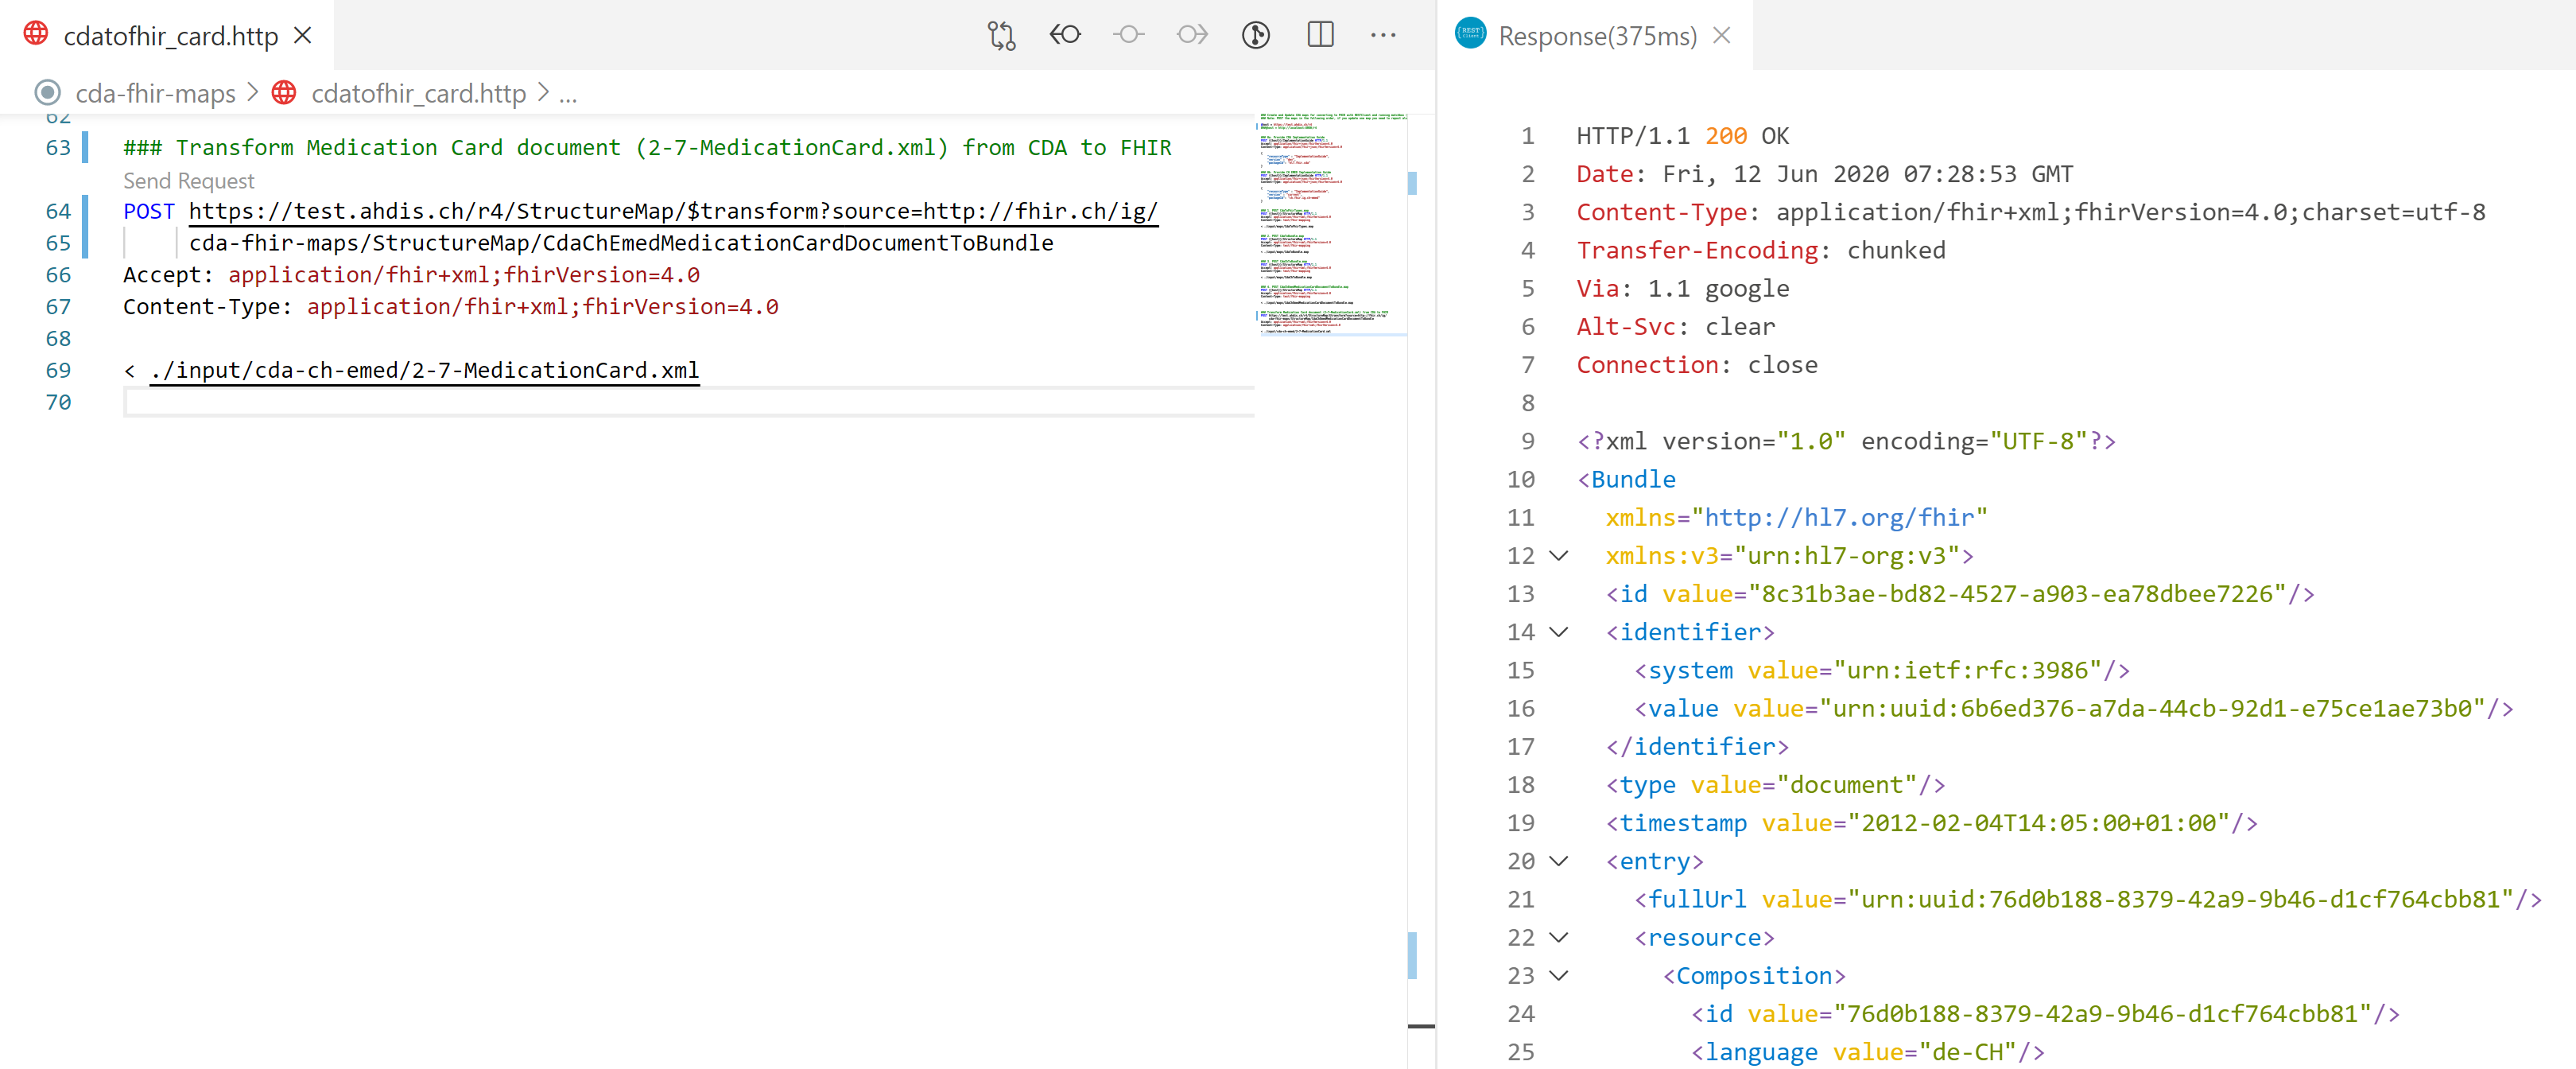 cdatofhir_card.http
cda-fhir-maps > cdatofhir_card.http > ...
62
63 ### Transform Medication Card document (2-7-MedicationCard.xml) from CDA to FHIR
Send Request
64 POST https://test.ahdis.ch/r4/StructureMap/$transform?source=http://fhir.ch/ig/
65 cda-fhir-maps/StructureMap/CdaChEmedMedicationCardDocumentToBundle
66 Accept: application/fhir+xml;fhirVersion=4.0
67 Content-Type: application/fhir+xml;fhirVersion=4.0
68
69 < ./input/cda-ch-emed/2-7-MedicationCard.xml
70
Response(375ms)
1 HTTP/1.1 200 OK
2 Date: Fri, 12 Jun 2020 07:28:53 GMT
3 Content-Type: application/fhir+xml;fhirVersion=4.0;charset=utf-8
4 Transfer-Encoding: chunked
5 Via: 1.1 google
6 Alt-Svc: clear
7 Connection: close
8
9 <?xml version="1.0" encoding="UTF-8"?>
10 <Bundle
11 xmlns="http://hl7.org/fhir"
12 xmlns:v3="urn:hl7-org:v3">
13 <id value="8c31b3ae-bd82-4527-a903-ea78dbee7226"/>
14 <identifier>
15 <system value="urn:ietf:rfc:3986"/>
16 <value value="urn:uuid:6b6ed376-a7da-44cb-92d1-e75ce1ae73b0"/>
17 </identifier>
18 <type value="document"/>
19 <timestamp value="2012-02-04T14:05:00+01:00"/>
20 <entry>
21 <fullUrl value="urn:uuid:76d0b188-8379-42a9-9b46-d1cf764cbb81"/>
22 <resource>
23 <Composition>
24 <id value="76d0b188-8379-42a9-9b46-d1cf764cbb81"/>
25 <language value="de-CH"/>